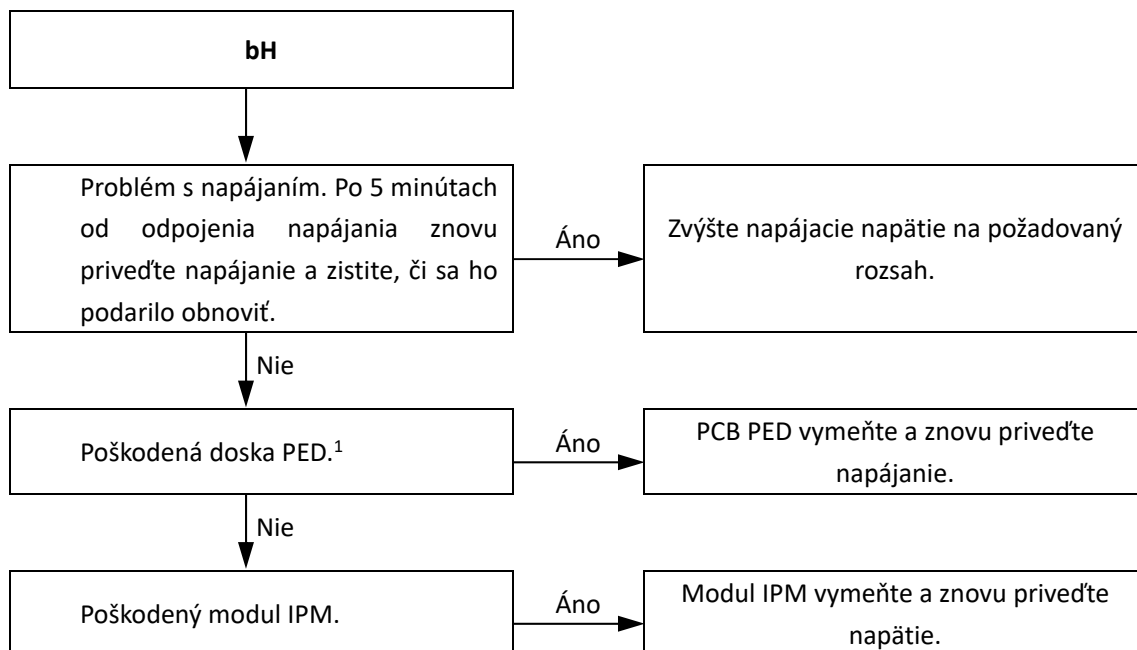 bH
Problém s napájaním. Po 5 minútach
od odpojenia napájania znovu
priveďte napájanie a zistite, či sa ho
podarilo obnoviť.
Áno
Zvýšte napájacie napätie na požadovaný
rozsah.
Nie
Poškodená doska PED.¹
Áno
PCB PED vymeňte a znovu priveďte
napájanie.
Nie
Poškodený modul IPM.
Áno
Modul IPM vymeňte a znovu priveďte
napätie.